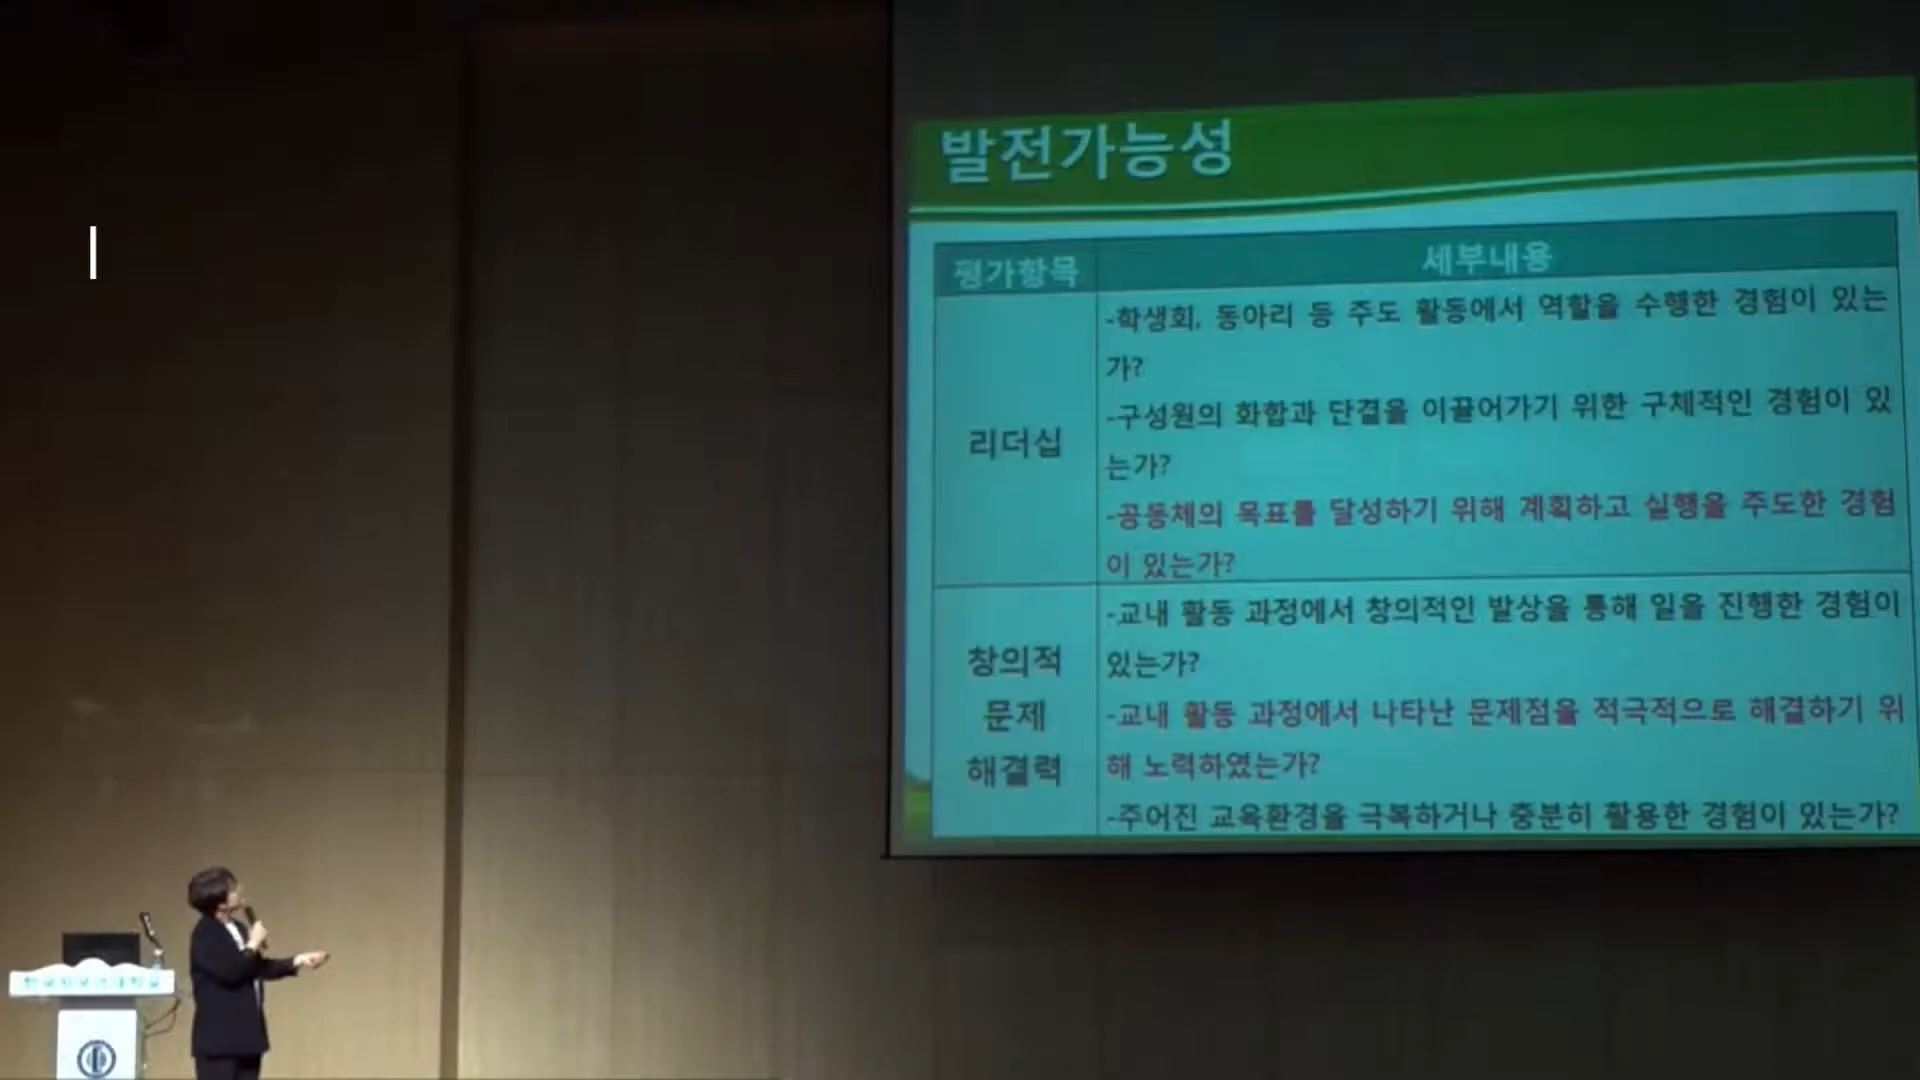 발전가능성
평가항목
세부내용
리더십
-학생회, 동아리 등 주도 활동에서 역할을 수행한 경험이 있는
가?
-구성원의 화합과 단결을 이끌어가기 위한 구체적인 경험이 있
는가?
-공동체의 목표를 달성하기 위해 계획하고 실행을 주도한 경험
이 있는가?
창의적
문제
해결력
-교내 활동 과정에서 창의적인 발상을 통해 일을 진행한 경험이
있는가?
-교내 활동 과정에서 나타난 문제점을 적극적으로 해결하기 위
해 노력하였는가?
-주어진 교육환경을 극복하거나 충분히 활용한 경험이 있는가?
한국외국어대학교